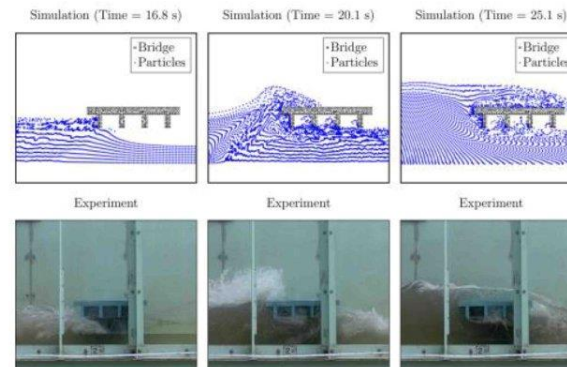 Simulation (Time = 16.8 s)
Simulation (Time = 20.1 s)
Simulation (Time = 25.1 s)
Bridge
Particles
Bridge
Particles
Bridge
Particles
Experiment
Experiment
Experiment